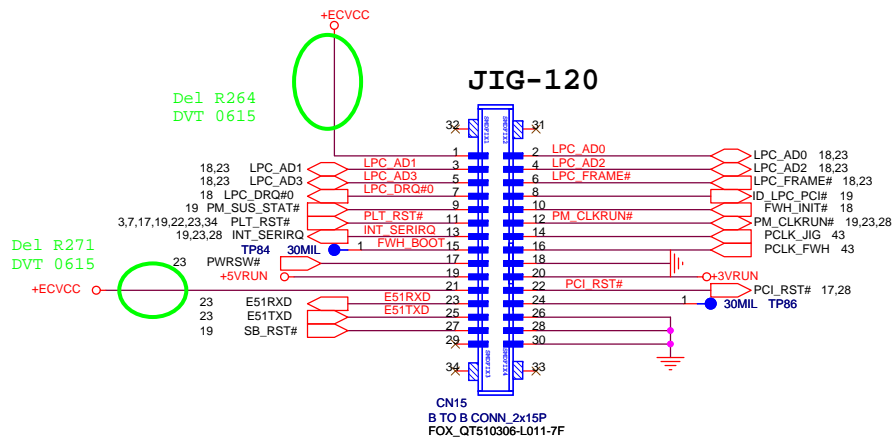 +ECVCC
JIG-120
Del R264
DVT 0615
32 31
SMDFIX1 SMDFIX2
1 2 LPC_AD0 LPC_AD0 18,23
18,23 LPC_AD1 LPC_AD1 3 4 LPC_AD2 LPC_AD2 18,23
18,23 LPC_AD3 LPC_AD3 5 6 LPC_FRAME# LPC_FRAME# 18,23
18 LPC_DRQ#0 LPC_DRQ#0 7 8 ID_LPC_PCI# 19
19 PM_SUS_STAT# 9 10 FWH_INIT# 18
3,7,17,19,22,23,34 PLT_RST# PLT_RST# 11 12 PM_CLKRUN# PM_CLKRUN# 19,23,28
19,23,28 INT_SERIRQ INT_SERIRQ 13 14 PCLK_JIG 43
Del R271
DVT 0615
TP84 30MIL 1 FWH_BOOT 15 16 PCLK_FWH 43
23 PWRSW# 17 18
+5VRUN 19 20 +3VRUN
+ECVCC 21 22 PCI_RST# PCI_RST# 17,28
23 E51RXD E51RXD 23 24 1 30MIL TP86
23 E51TXD E51TXD 25 26
19 SB_RST# 27 28
29 30
SMDFIX3 SMDFIX4
34 33
CN15
B TO B CONN_2x15P
FOX_QT510306-L011-7F